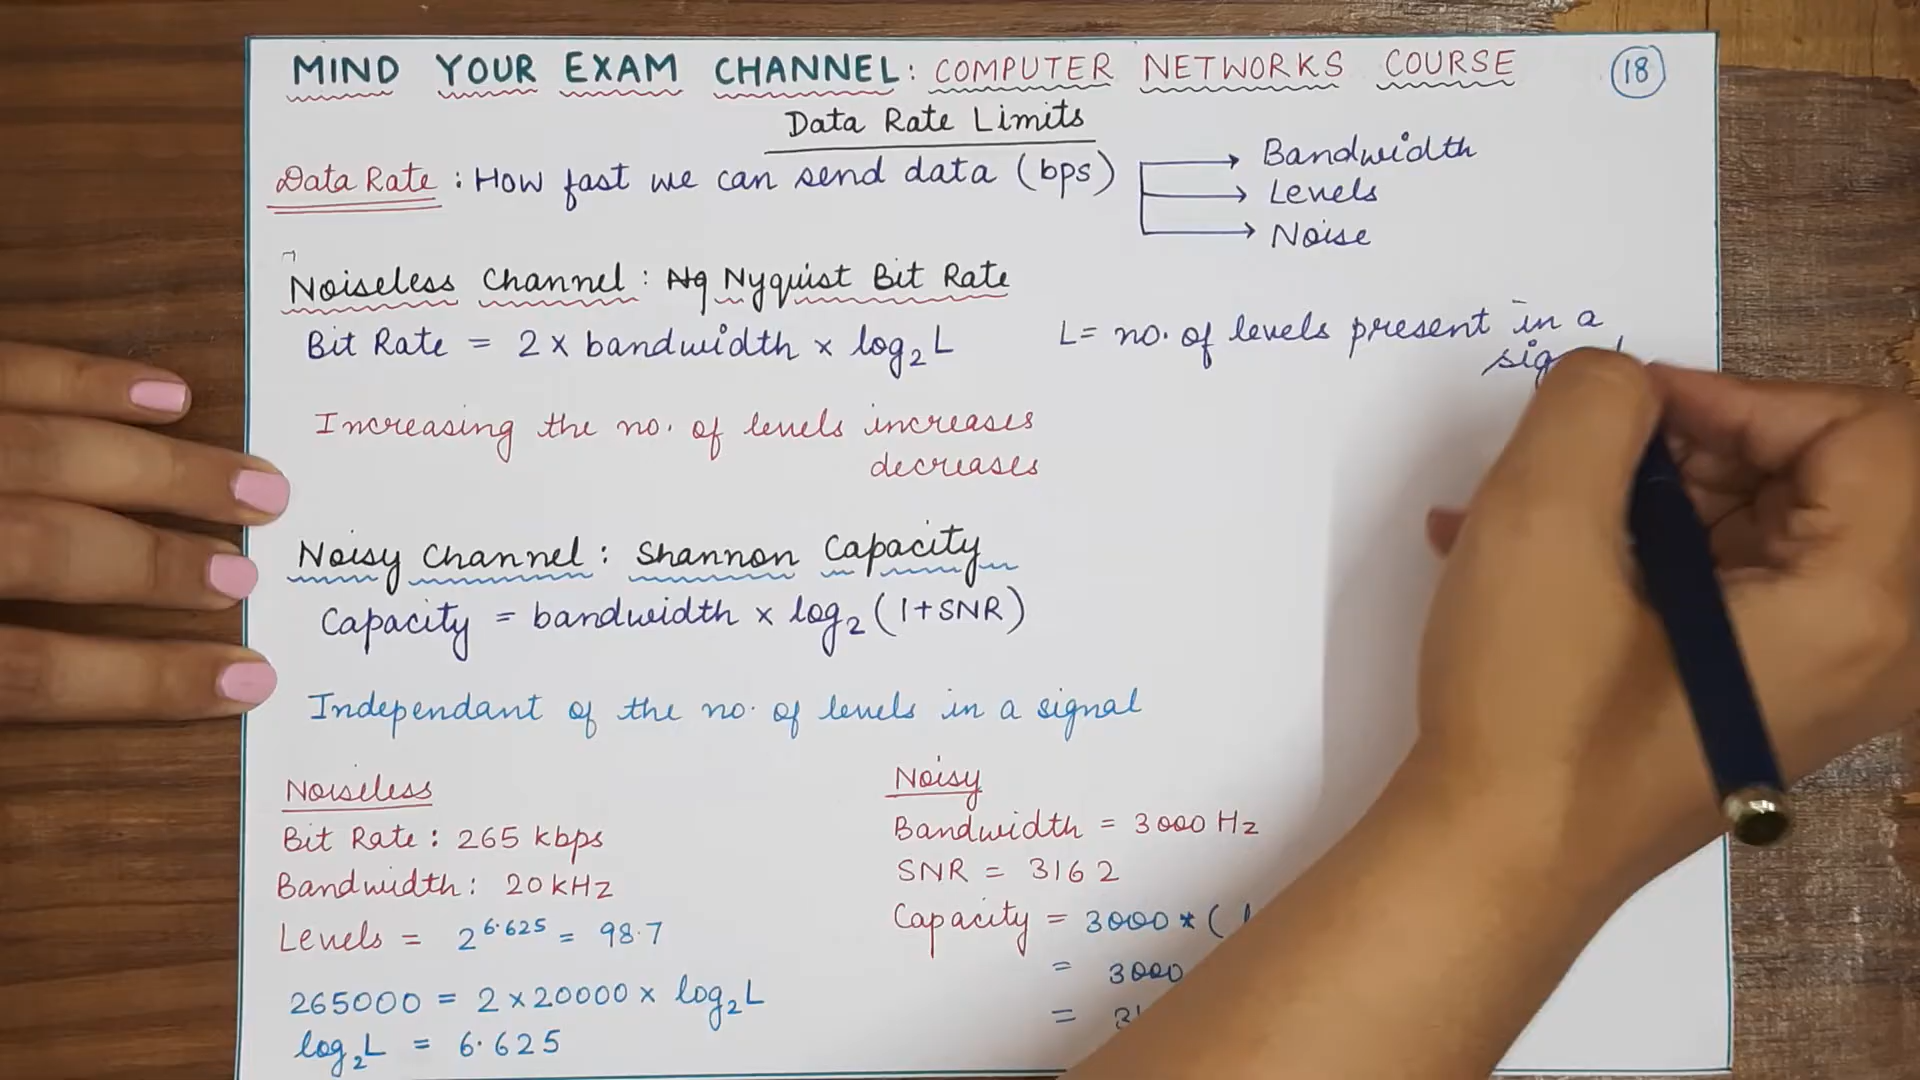 MIND YOUR EXAM CHANNEL: COMPUTER NETWORKS COURSE
18
Data Rate Limits
Data Rate : How fast we can send data (bps)
Bandwidth
Levels
Noise
Noiseless Channel : Nq Nyquist Bit Rate
Bit Rate = 2 x bandwidth x log₂ L
L = no. of levels present in a
Increasing the no. of levels increases
decreases
Noisy Channel : Shannon Capacity
Capacity = bandwidth x log₂ (1+SNR)
Independant of the no. of levels in a signal
Noiseless
Bit Rate : 265 kbps
Bandwidth : 20 kHz
Levels = 2^6.625 = 98.7
265000 = 2 x 20000 x log₂ L
log₂ L = 6.625
Noisy
Bandwidth = 3000 Hz
SNR = 3162
Capacity = 3000 * (
= 3000
=